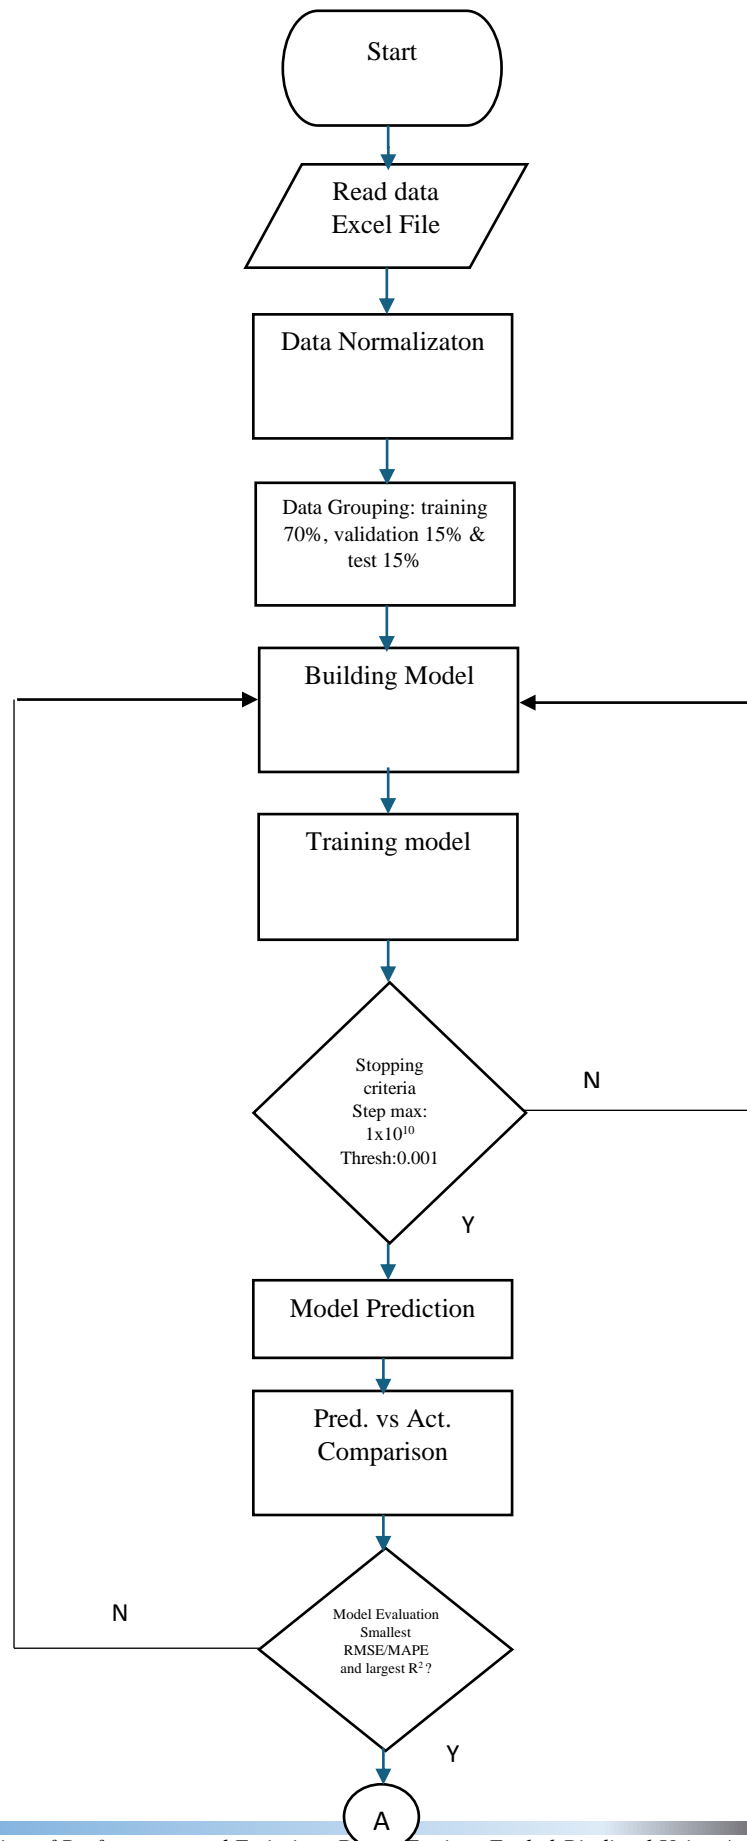 Start
Read data
Excel File
Data Normalizaton
Data Grouping: training
70%, validation 15% &
test 15%
Building Model
Training model
Stopping
criteria
Step max:
1x10¹⁰
Thresh:0.001
N
Y
Model Prediction
Pred. vs Act.
Comparison
Model Evaluation
Smallest
RMSE/MAPE
and largest R²?
N
Y
A